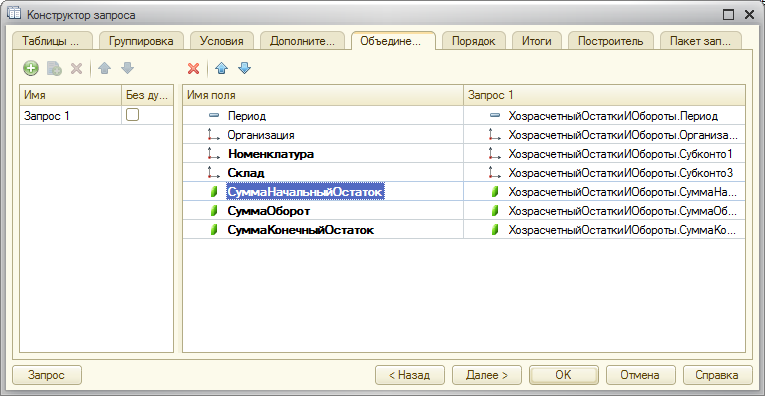 Конструктор запроса
Таблицы ... Группировка Условия Дополните... Объедине... Порядок Итоги Построитель Пакет зап...
Имя Без ду... Имя поля Запрос 1
Запрос 1 Период ХозрасчетныйОстаткиИОбороты.Период
Организация ХозрасчетныйОстаткиИОбороты.Организа...
Номенклатура ХозрасчетныйОстаткиИОбороты.Субконто1
Склад ХозрасчетныйОстаткиИОбороты.Субконто3
СуммаНачальныйОстаток ХозрасчетныйОстаткиИОбороты.СуммаНа...
СуммаОборот ХозрасчетныйОстаткиИОбороты.СуммаОб...
СуммаКонечныйОстаток ХозрасчетныйОстаткиИОбороты.СуммаКо...
Запрос < Назад Далее > OK Отмена Справка